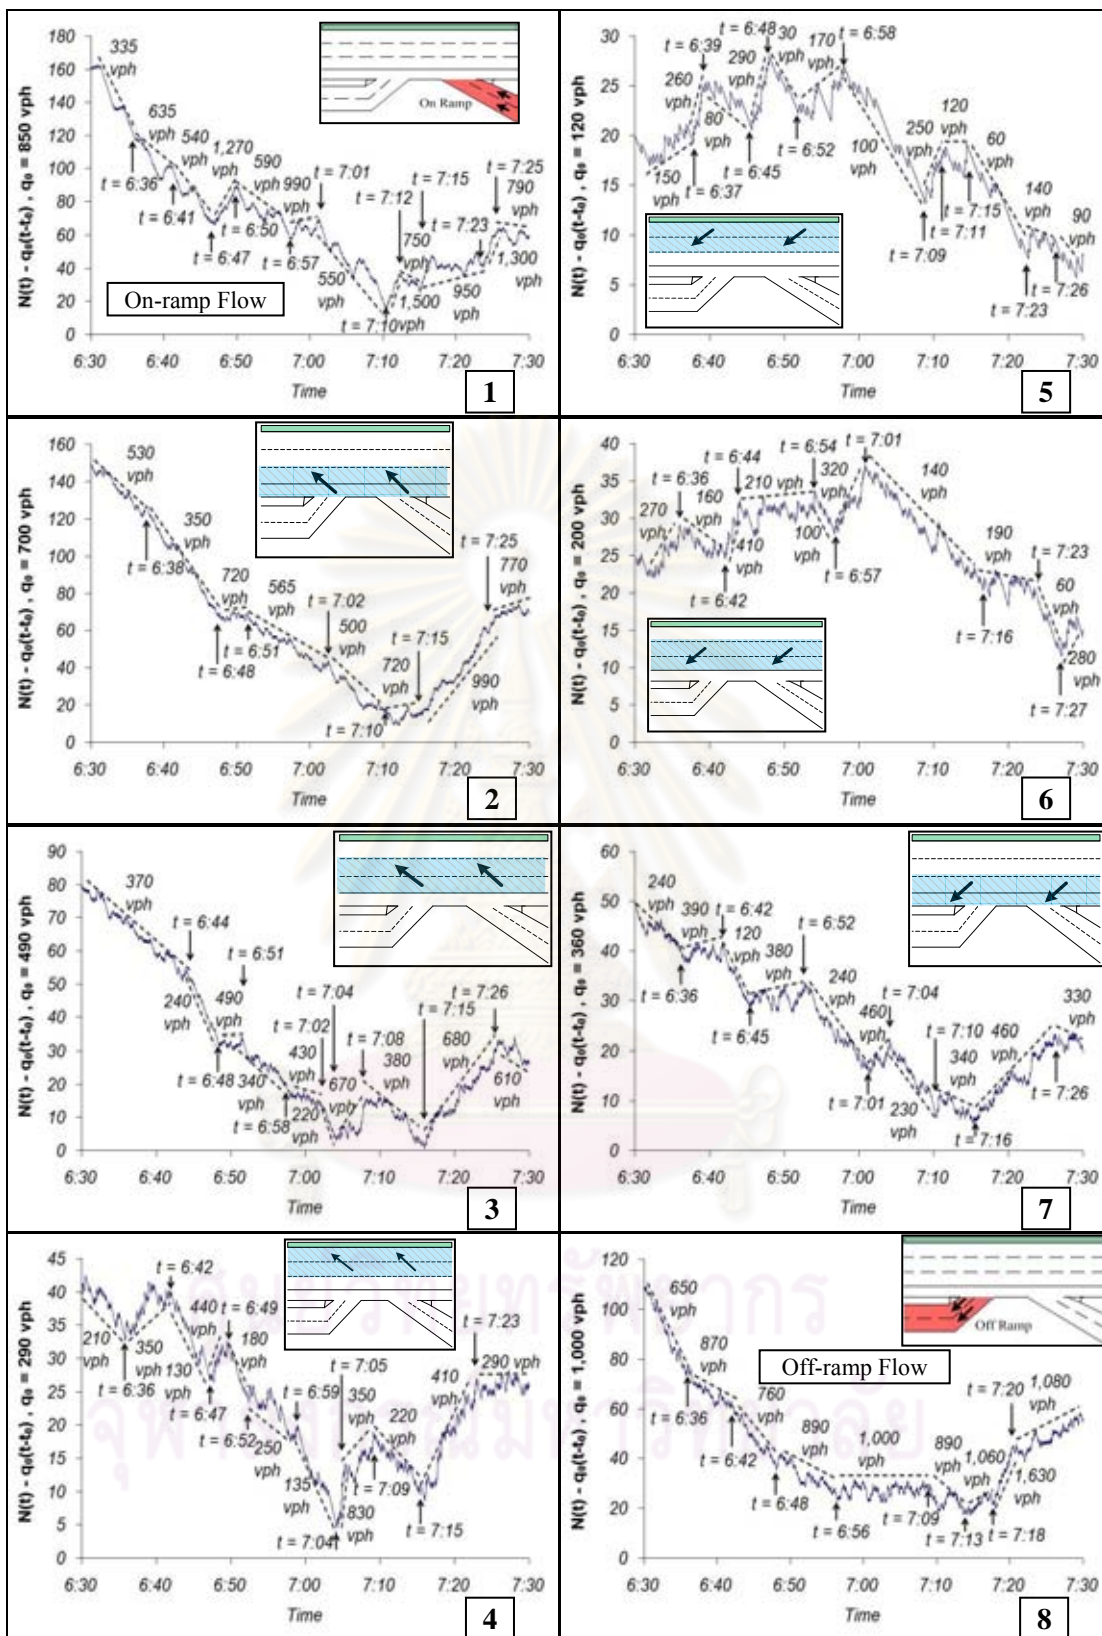 N(t) - q₀(t-t₀) , q₀ = 850 vph
180
160
140
120
100
80
60
40
20
0
335 vph
635 vph
540 vph
1,270 vph
590 vph
990 vph
550 vph
1,500 vph
750 vph
950 vph
1,300 vph
790 vph
t = 6:36
t = 6:41
t = 6:47
t = 6:50
t = 6:57
t = 7:01
t = 7:10
t = 7:12
t = 7:15
t = 7:23
t = 7:25
On Ramp
On-ramp Flow
6:30 6:40 6:50 7:00 7:10 7:20 7:30
Time
1
N(t) - q₀(t-t₀) , q₀ = 120 vph
30
25
20
15
10
5
0
150 vph
260 vph
80 vph
290 vph
30 vph
170 vph
100 vph
250 vph
120 vph
60 vph
140 vph
90 vph
t = 6:37
t = 6:39
t = 6:45
t = 6:48
t = 6:52
t = 6:58
t = 7:09
t = 7:11
t = 7:15
t = 7:23
t = 7:26
6:30 6:40 6:50 7:00 7:10 7:20 7:30
Time
5
N(t) - q₀(t-t₀) , q₀ = 700 vph
160
140
120
100
80
60
40
20
0
530 vph
350 vph
720 vph
565 vph
500 vph
720 vph
990 vph
770 vph
t = 6:38
t = 6:48
t = 6:51
t = 7:02
t = 7:10
t = 7:15
t = 7:25
6:30 6:40 6:50 7:00 7:10 7:20 7:30
Time
2
N(t) - q₀(t-t₀) , q₀ = 200 vph
40
35
30
25
20
15
10
5
0
270 vph
160 vph
410 vph
210 vph
100 vph
320 vph
140 vph
190 vph
60 vph
280 vph
t = 6:36
t = 6:42
t = 6:44
t = 6:54
t = 6:57
t = 7:01
t = 7:16
t = 7:23
t = 7:27
6:30 6:40 6:50 7:00 7:10 7:20 7:30
Time
6
N(t) - q₀(t-t₀) , q₀ = 490 vph
90
80
70
60
50
40
30
20
10
0
370 vph
240 vph
490 vph
340 vph
430 vph
220 vph
670 vph
380 vph
680 vph
610 vph
t = 6:44
t = 6:48
t = 6:51
t = 6:58
t = 7:02
t = 7:04
t = 7:08
t = 7:15
t = 7:26
6:30 6:40 6:50 7:00 7:10 7:20 7:30
Time
3
N(t) - q₀(t-t₀) , q₀ = 360 vph
60
50
40
30
20
10
0
240 vph
390 vph
120 vph
380 vph
240 vph
460 vph
230 vph
340 vph
460 vph
330 vph
t = 6:36
t = 6:42
t = 6:45
t = 6:52
t = 7:01
t = 7:04
t = 7:10
t = 7:16
t = 7:26
6:30 6:40 6:50 7:00 7:10 7:20 7:30
Time
7
N(t) - q₀(t-t₀) , q₀ = 290 vph
45
40
35
30
25
20
15
10
5
0
210 vph
350 vph
130 vph
440 vph
180 vph
250 vph
135 vph
830 vph
350 vph
220 vph
410 vph
290 vph
t = 6:36
t = 6:42
t = 6:47
t = 6:49
t = 6:52
t = 6:59
t = 7:04
t = 7:05
t = 7:09
t = 7:15
t = 7:23
6:30 6:40 6:50 7:00 7:10 7:20 7:30
Time
4
N(t) - q₀(t-t₀) , q₀ = 1,000 vph
120
100
80
60
40
20
0
650 vph
870 vph
760 vph
890 vph
1,000 vph
890 vph
1,060 vph
1,630 vph
1,080 vph
t = 6:36
t = 6:42
t = 6:48
t = 6:56
t = 7:09
t = 7:13
t = 7:18
t = 7:20
Off Ramp
Off-ramp Flow
6:30 6:40 6:50 7:00 7:10 7:20 7:30
Time
8
ศูนย์วิทยทรัพยากร
จุฬาลงกรณ์มหาวิทยาลัย